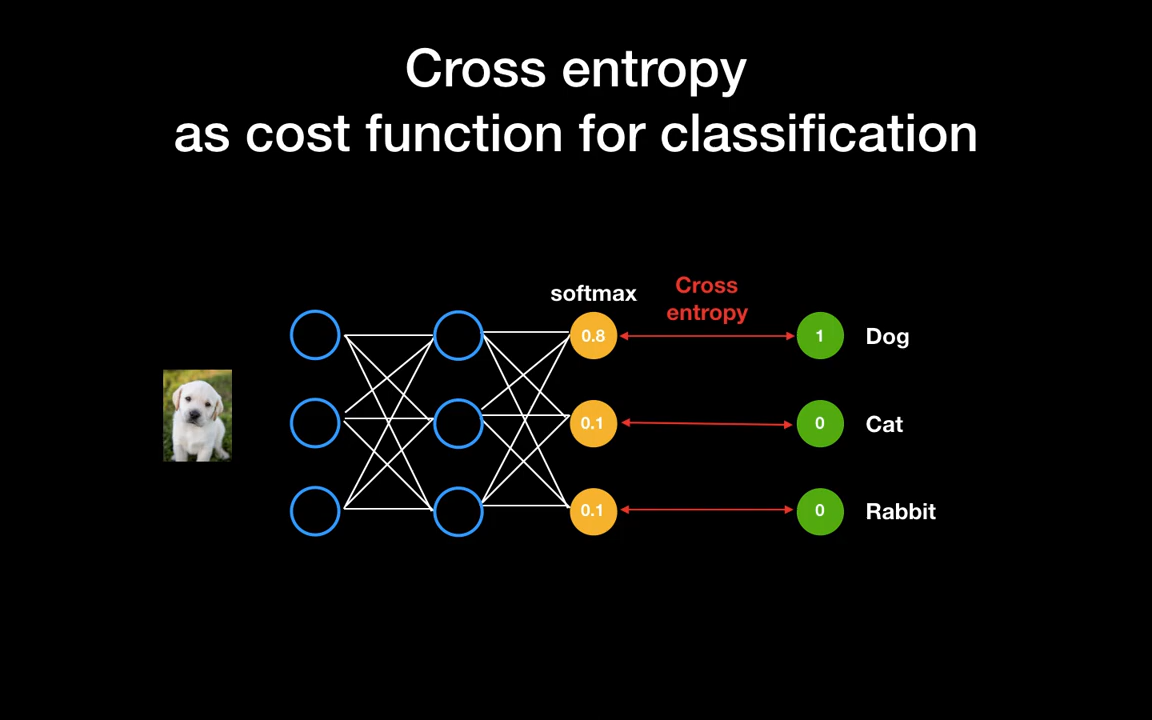 Cross entropy
as cost function for classification
softmax
Cross
entropy
0.8
1
Dog
0.1
0
Cat
0.1
0
Rabbit